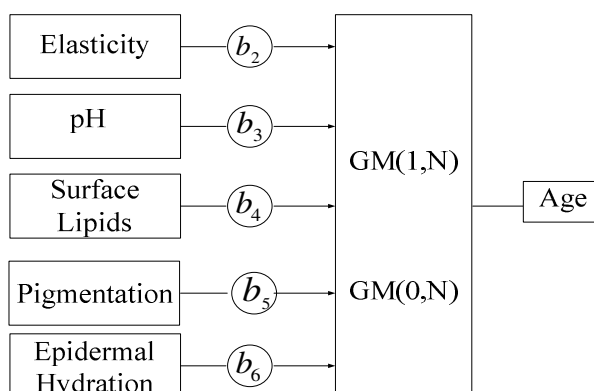 Elasticity
b2
pH
b3
GM(1,N)
Surface
Lipids
b4
Age
Pigmentation
b5
GM(0,N)
Epidermal
Hydration
b6